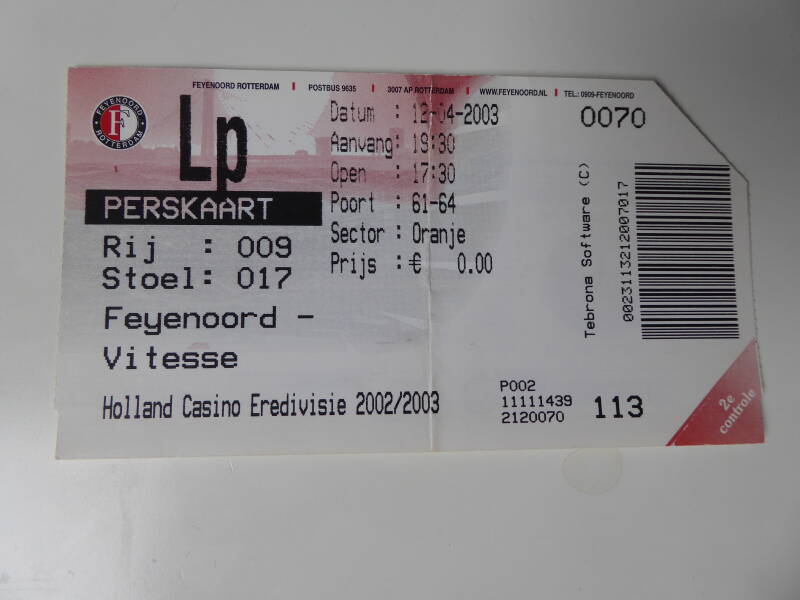 FEYENOORD ROTTERDAM | POSTBUS 9635 | 3007 AP ROTTERDAM | WWW.FEYENOORD.NL | TEL.: 0909-FEYENOORD
FEYENOORD
F
ROTTERDAM
Lp
PERSKAART
Rij : 009
Stoel: 017
Feyenoord -
Vitesse
Holland Casino Eredivisie 2002/2003
Datum : 12-04-2003
Aanvang: 19:30
Open : 17:30
Poort : 61-64
Sector : Oranje
Prijs : € 0.00
0070
Tebrona Software (C)
0023113212007017
P002
11111439
2120070
113
2e
controle